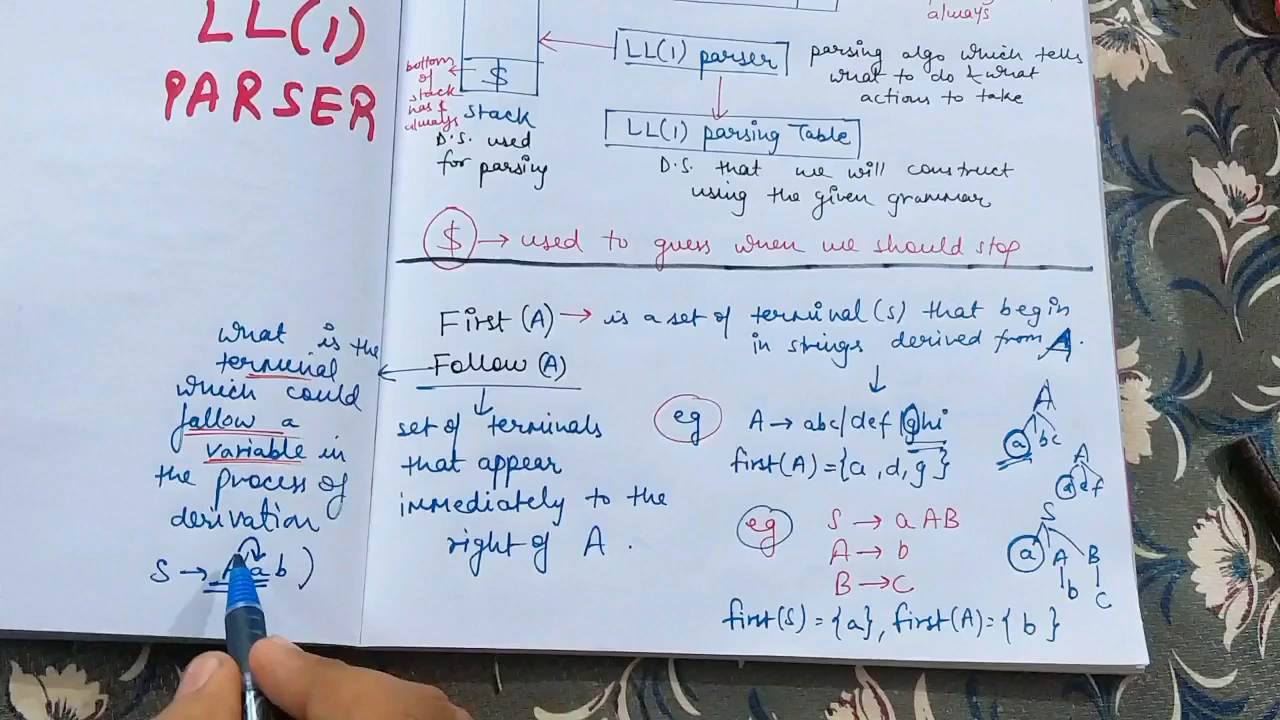 LL(1)
PARSER
always
$
bottom
of
stack
has $
always
stack
D.S. used
for parsing
LL(1) parser
parsing algo which tells
what to do & what
actions to take
LL(1) parsing Table
D.S. that we will construct
using the given grammar
$ → used to guess when we should stop
First (A) → is a set of terminal(s) that begin
in strings derived from A.
Follow (A)
what is the
terminal
which could
follow a
variable in
the process of
derivation
S → A a b)
set of terminals
that appear
immediately to the
right of A.
eg
A → abc/def/ghi
first(A) = {a, d, g}
A
a bc
A
d e f
eg
S → aAB
A → b
B → C
S
a A B
b C
first(S) = {a}, first(A) = { b }